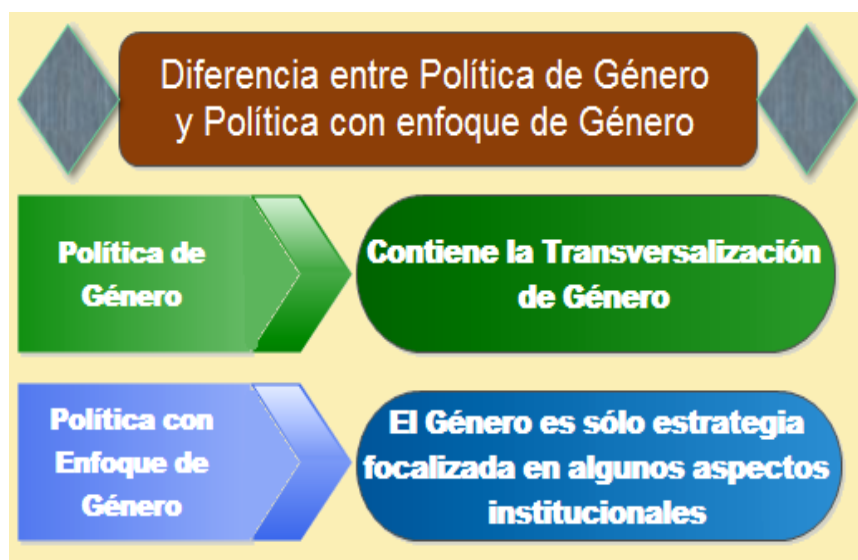 Diferencia entre Política de Género
y Política con enfoque de Género
Política de
Género
Contiene la Transversalización
de Género
Política con
Enfoque de
Género
El Género es sólo estrategia
focalizada en algunos aspectos
institucionales